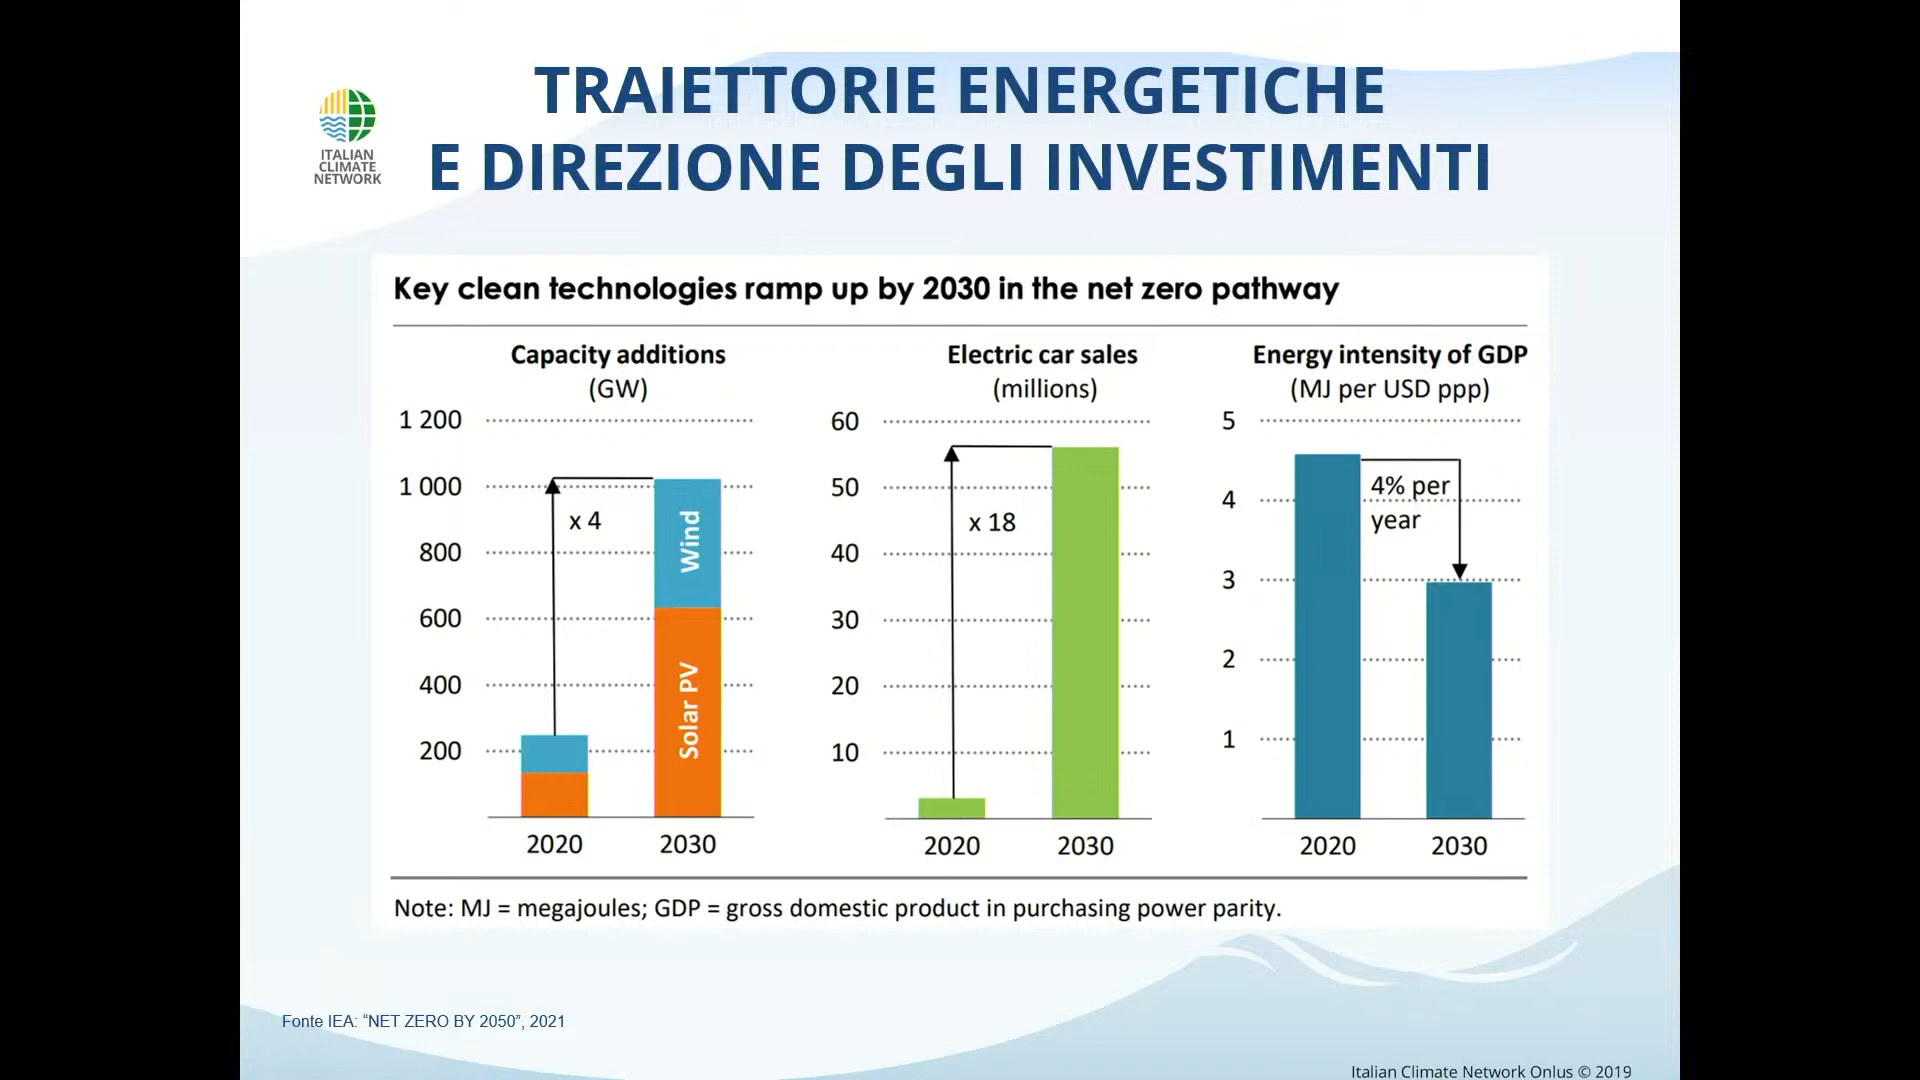 TRAIETTORIE ENERGETICHE
E DIREZIONE DEGLI INVESTIMENTI
ITALIAN
CLIMATE
NETWORK
Key clean technologies ramp up by 2030 in the net zero pathway
Capacity additions
(GW)
1 200
1 000
800
600
400
200
x 4
Wind
Solar PV
2020
2030
Electric car sales
(millions)
60
50
40
30
20
10
x 18
2020
2030
Energy intensity of GDP
(MJ per USD ppp)
5
4
3
2
1
4% per
year
2020
2030
Note: MJ = megajoules; GDP = gross domestic product in purchasing power parity.
Fonte IEA: “NET ZERO BY 2050”, 2021
Italian Climate Network Onlus © 2019